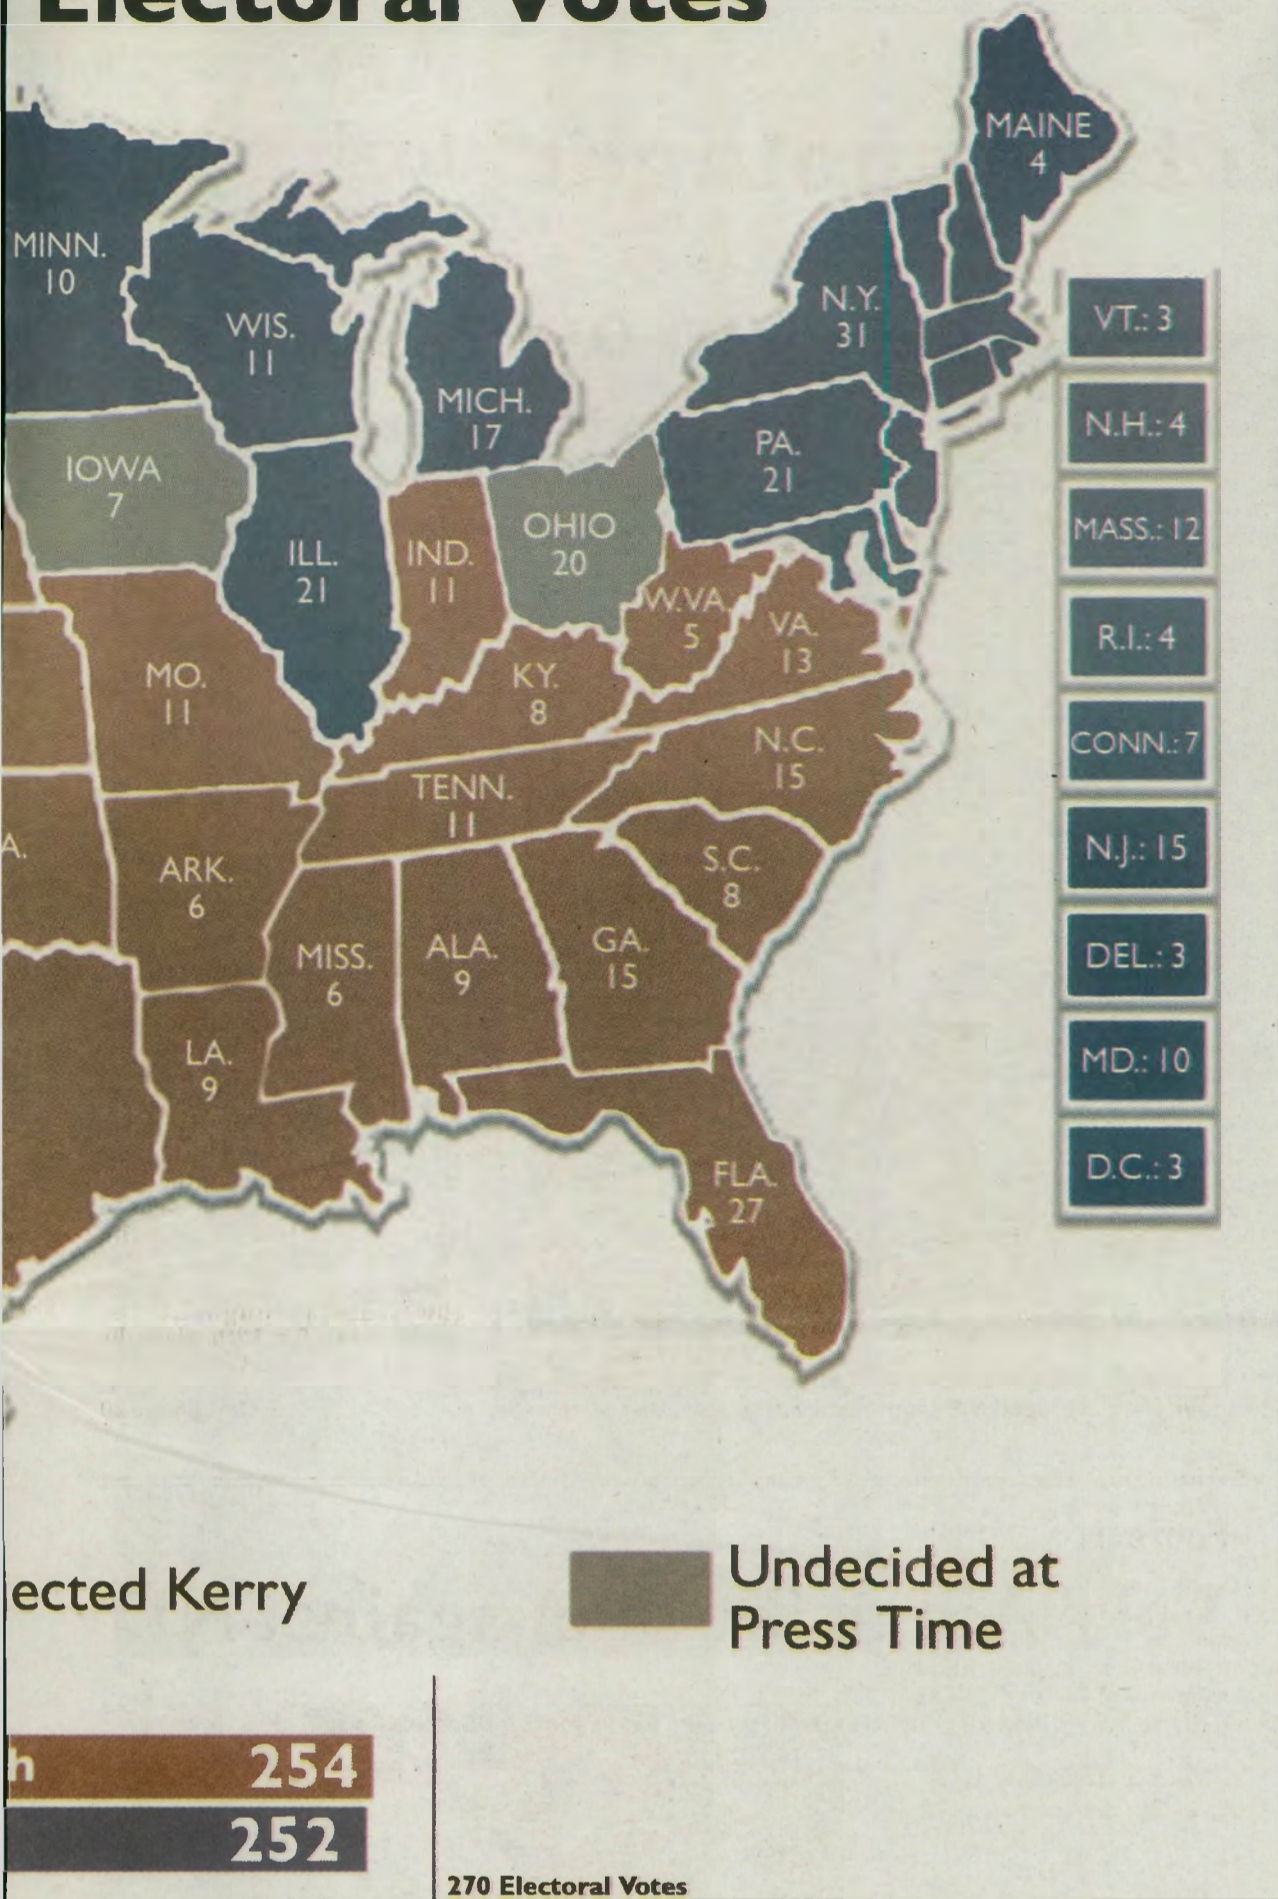 Electoral Votes
MAINE
4
MINN.
10
WIS.
11
MICH.
17
N.Y.
31
VT.: 3
N.H.: 4
MASS.: 12
R.I.: 4
CONN.: 7
N.J.: 15
DEL.: 3
MD.: 10
D.C.: 3
IOWA
7
ILL.
21
IND.
11
OHIO
20
PA.
21
W.VA.
5
VA.
13
MO.
11
KY.
8
N.C.
15
TENN.
11
A.
ARK.
6
S.C.
8
MISS.
6
ALA.
9
GA.
15
LA.
9
FLA.
27
ected Kerry
Undecided at
Press Time
h 254
252
270 Electoral Votes